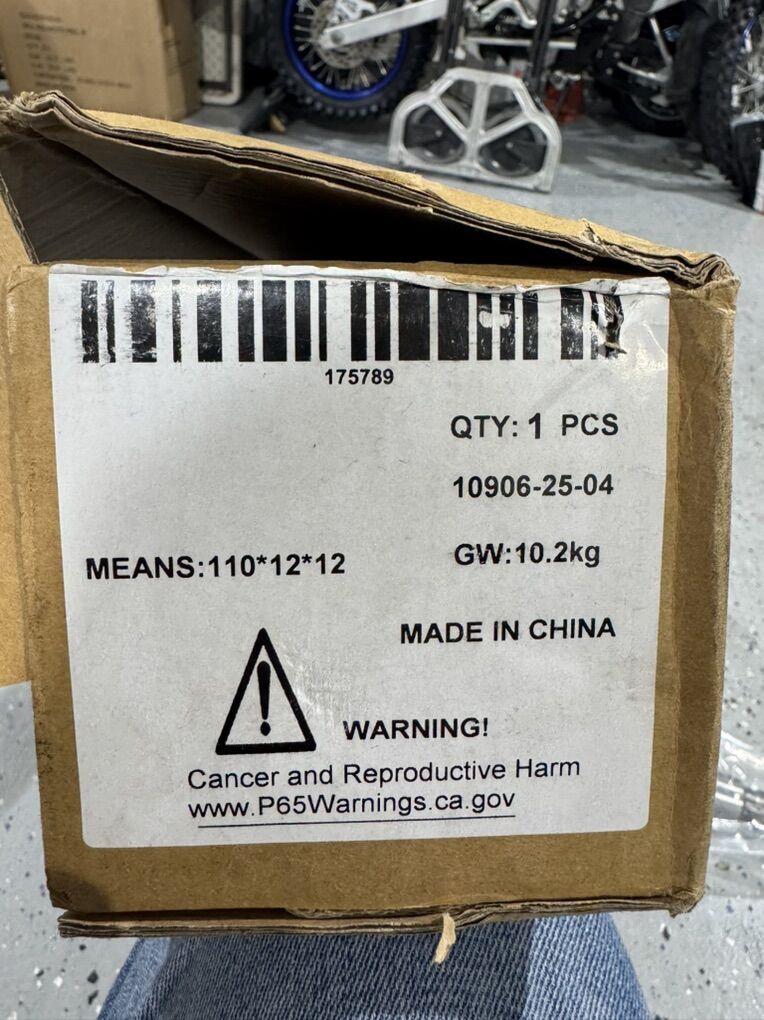 175789
QTY: 1 PCS
10906-25-04
MEANS:110*12*12
GW:10.2kg
MADE IN CHINA
WARNING!
Cancer and Reproductive Harm
www.P65Warnings.ca.gov